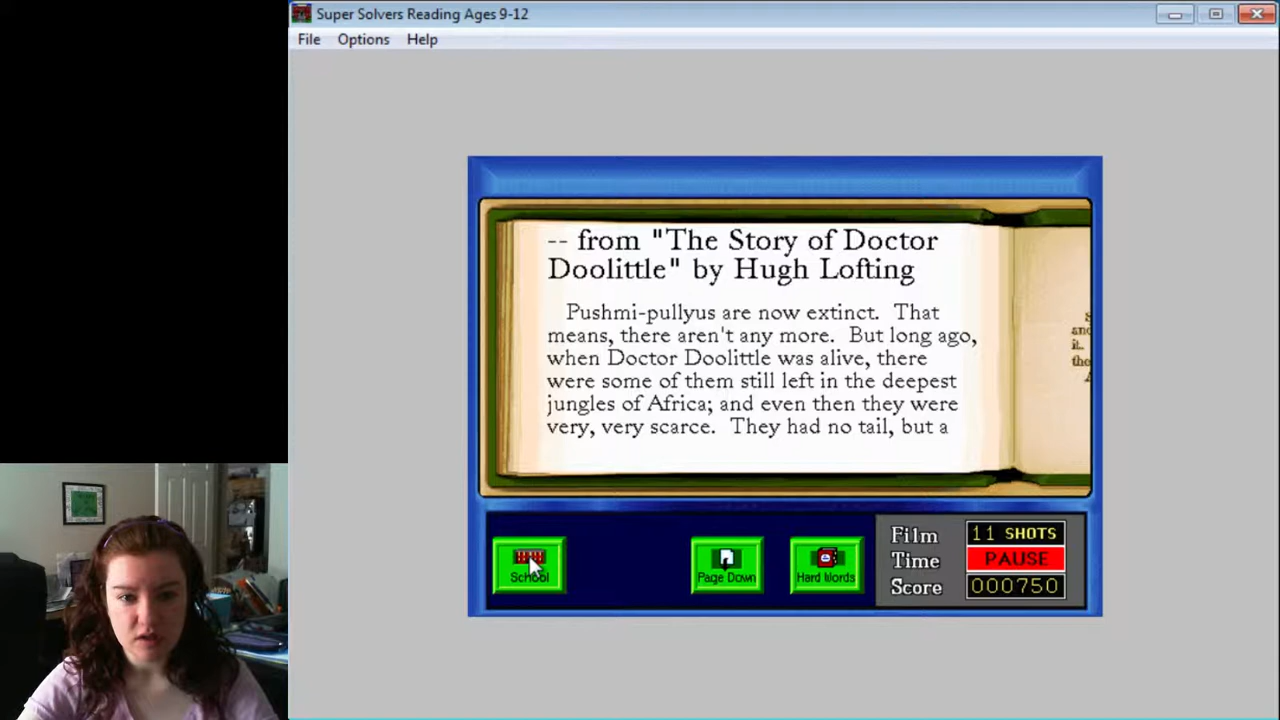 Super Solvers Reading Ages 9-12
File Options Help
-- from "The Story of Doctor
Doolittle" by Hugh Lofting
Pushmi-pullyus are now extinct. That
means, there aren't any more. But long ago,
when Doctor Doolittle was alive, there
were some of them still left in the deepest
jungles of Africa; and even then they were
very, very scarce. They had no tail, but a
School
Page Down
Hard Words
Film 11 SHOTS
Time PAUSE
Score 000750